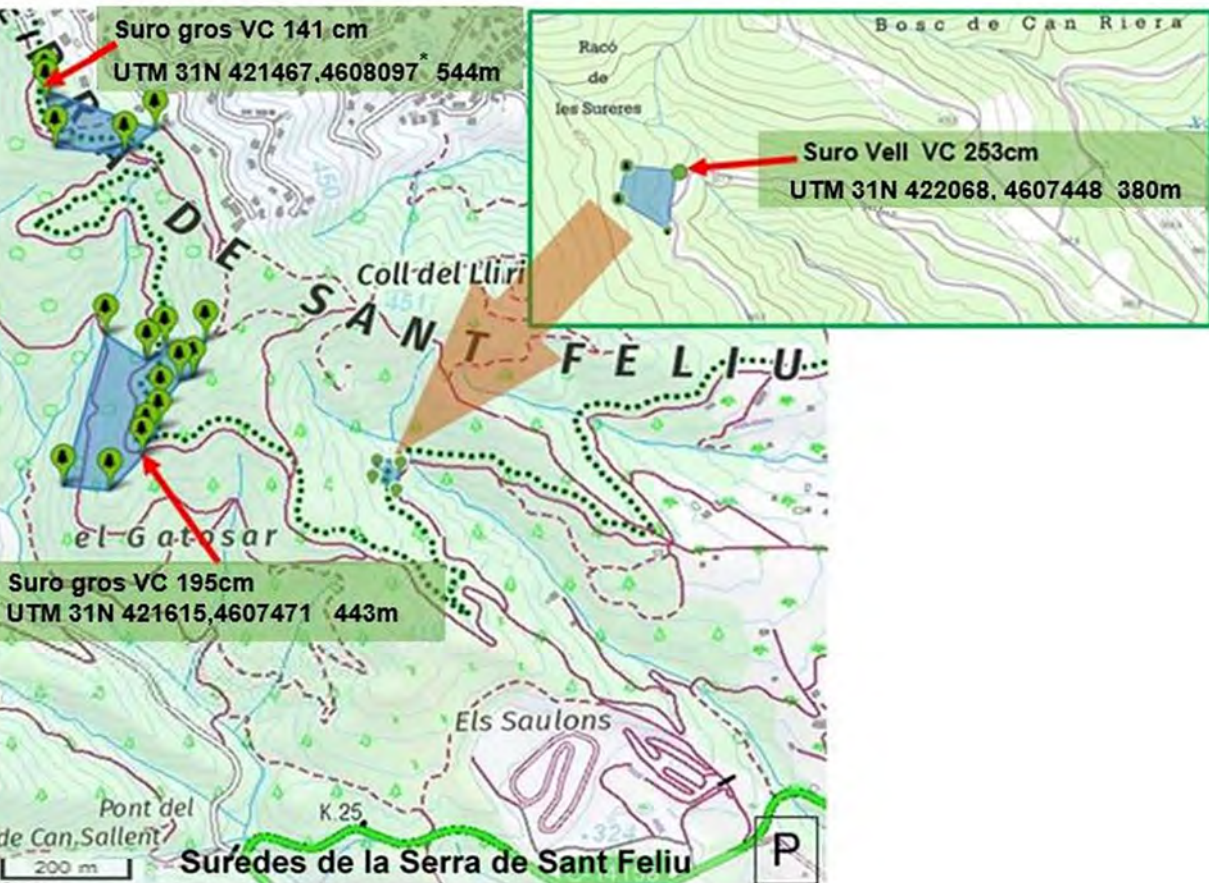 Suro gros VC 141 cm
UTM 31N 421467,4608097* 544m
Bosc de Can Riera
Racó
de
les Sureres
Suro Vell VC 253cm
UTM 31N 422068, 4607448 380m
450
DE SANT FELIU
Coll del Lliri
451
el Gatosar
Suro gros VC 195cm
UTM 31N 421615,4607471 443m
Els Saulons
Pont del
de Can Sallent
K.25
324
200 m
Suredes de la Serra de Sant Feliu
P